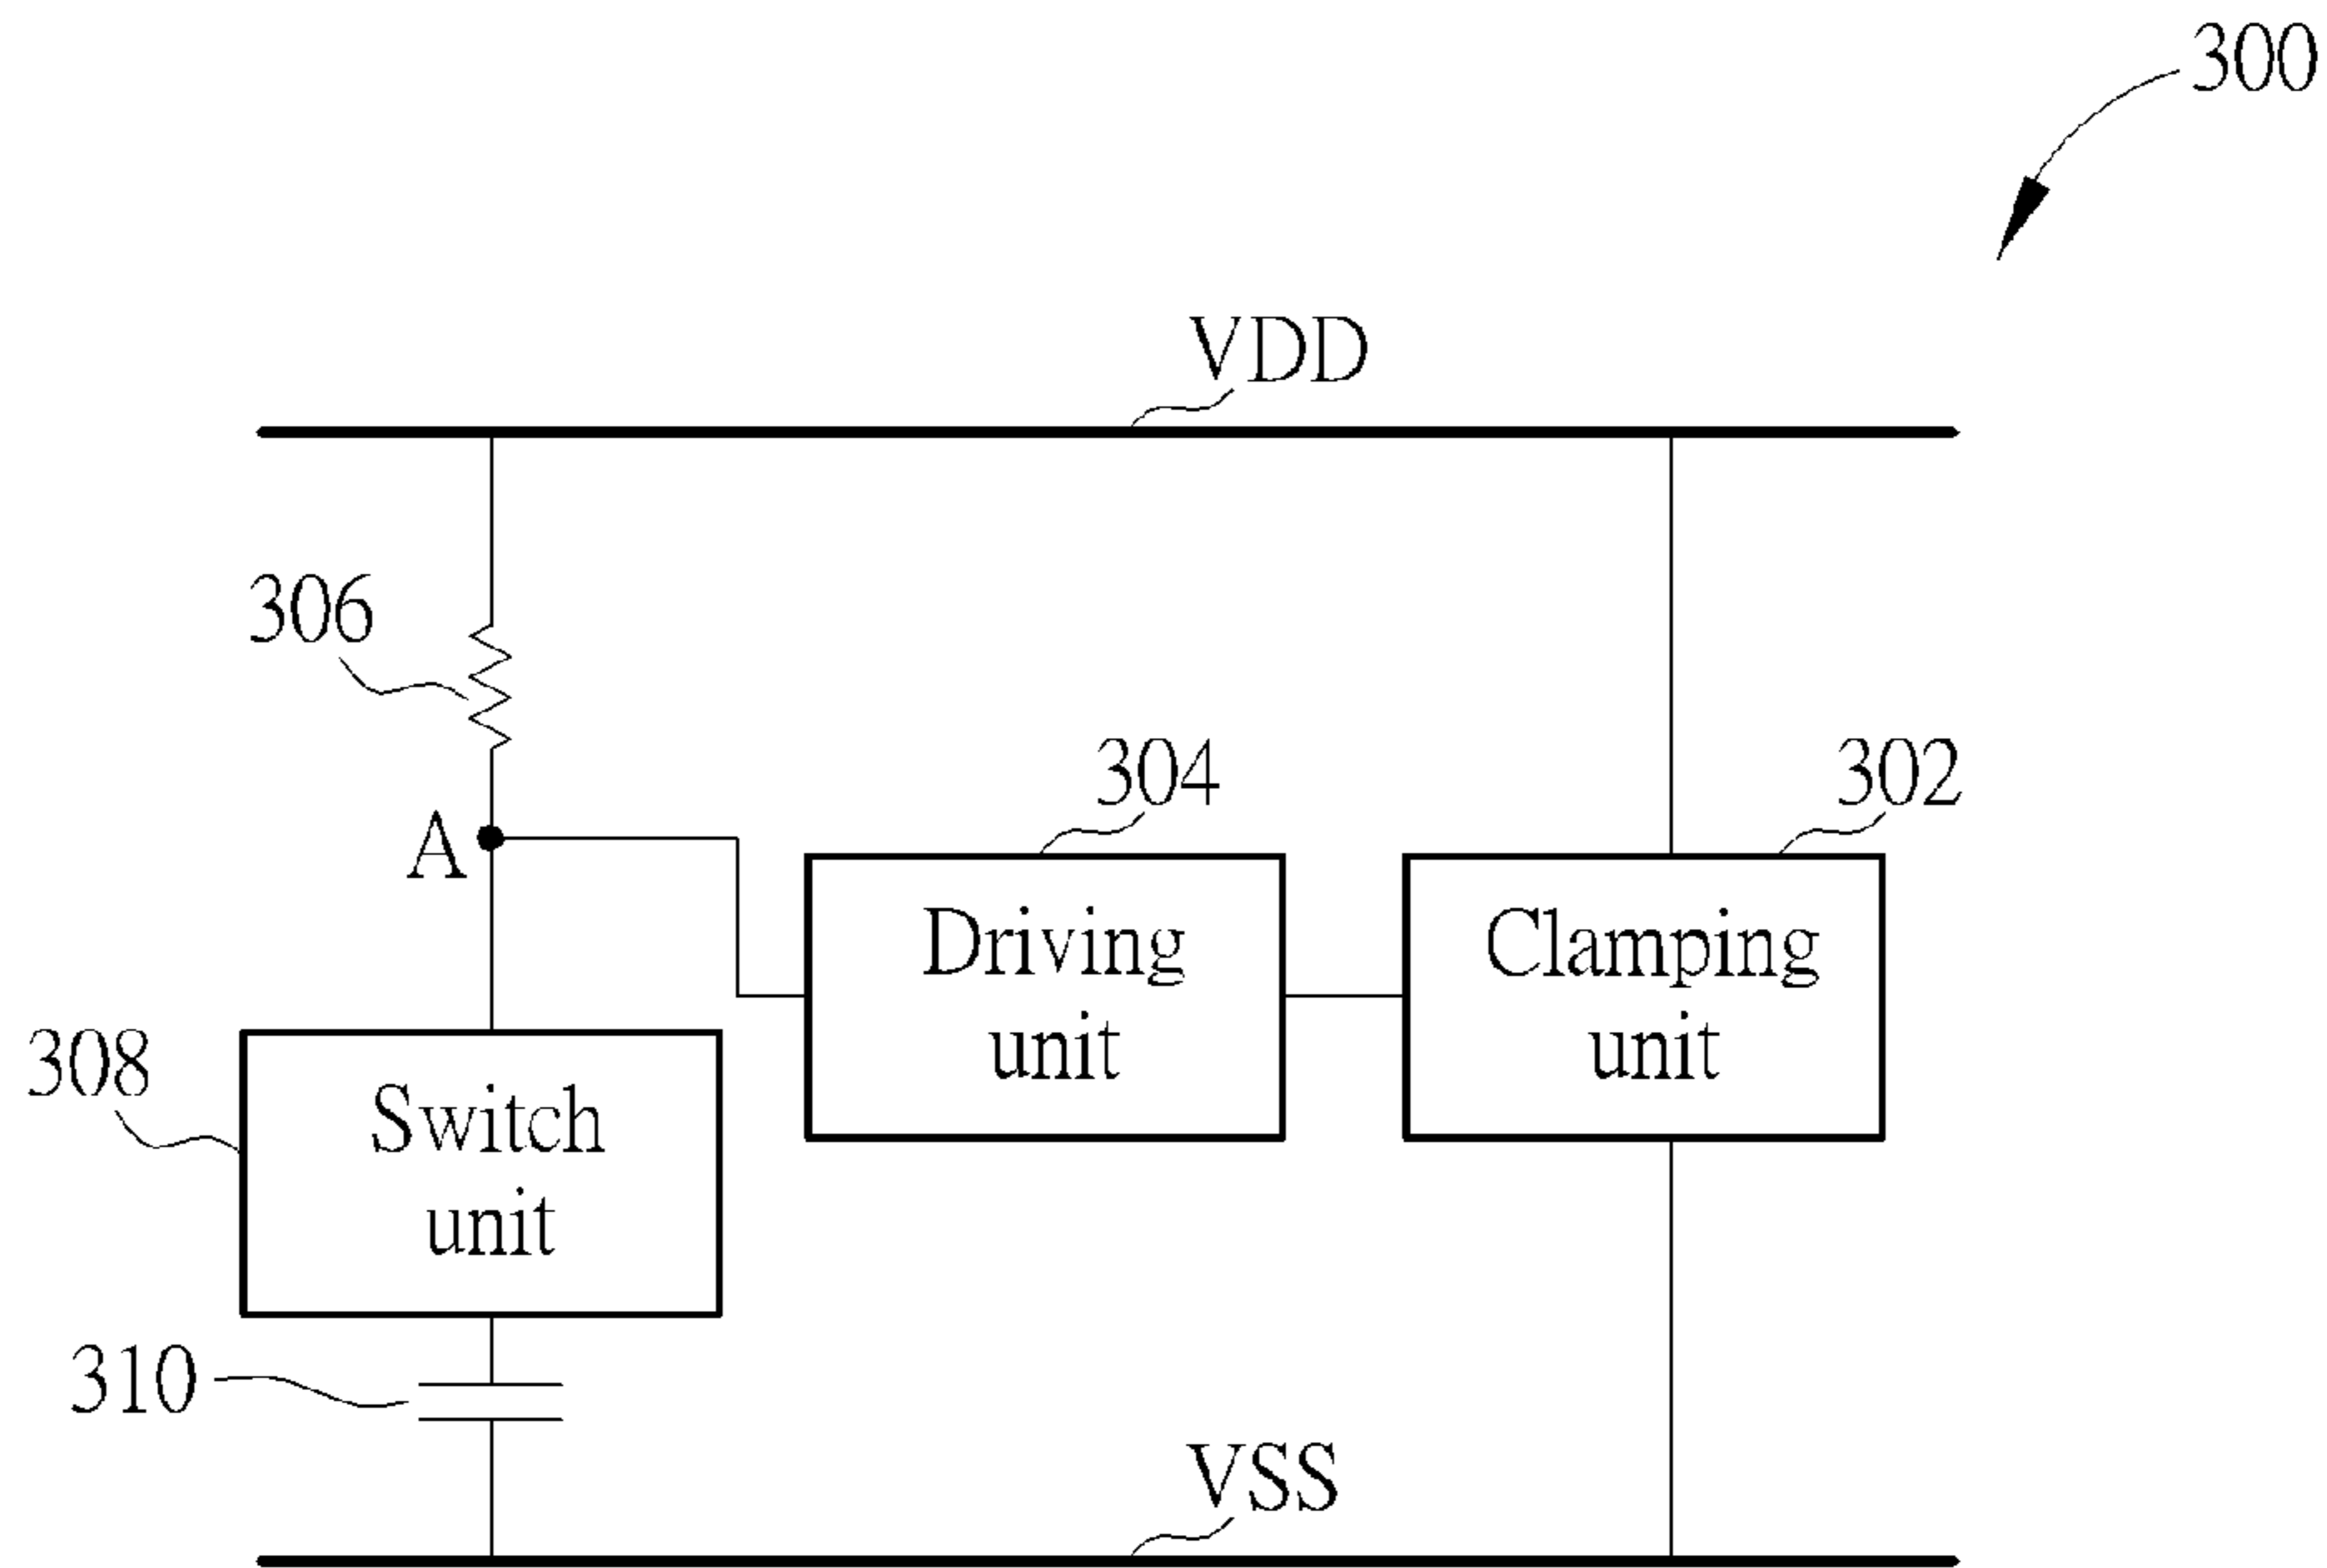 300
VDD
306
304
302
A
Driving
unit
Clamping
unit
308
Switch
unit
310
VSS